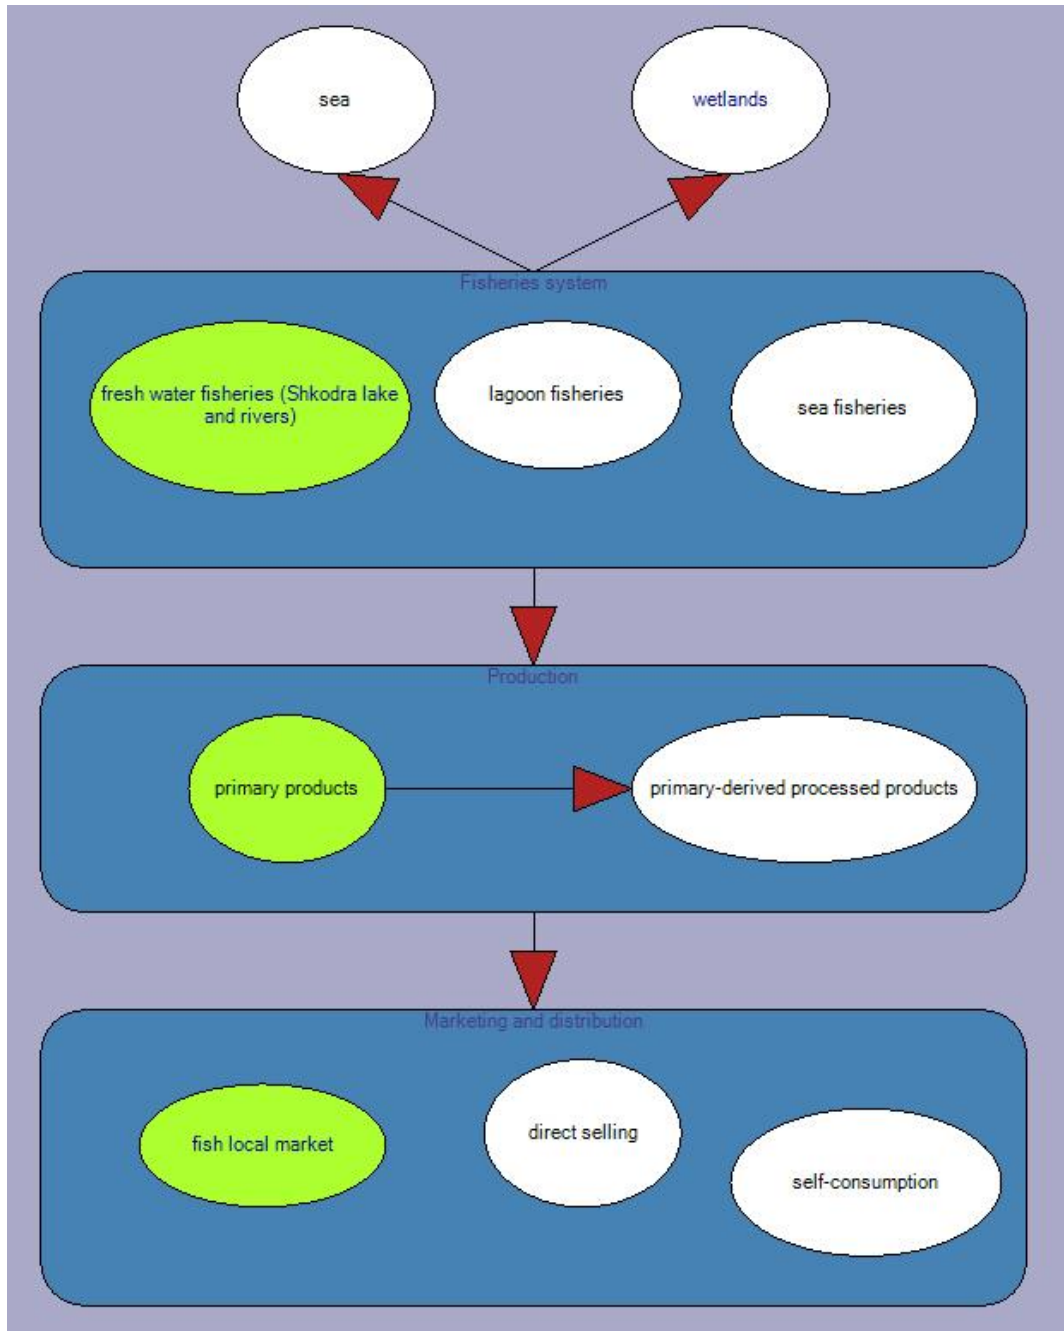 sea
wetlands
Fisheries system
fresh water fisheries (Shkodra lake
and rivers)
lagoon fisheries
sea fisheries
Production
primary products
primary-derived processed products
Marketing and distribution
fish local market
direct selling
self-consumption